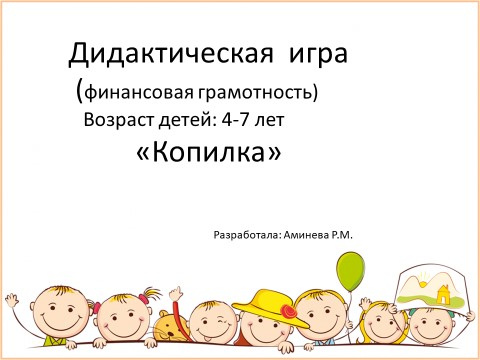 Дидактическая игра
(финансовая грамотность)
Возраст детей: 4-7 лет
«Копилка»
Разработала: Аминева Р.М.